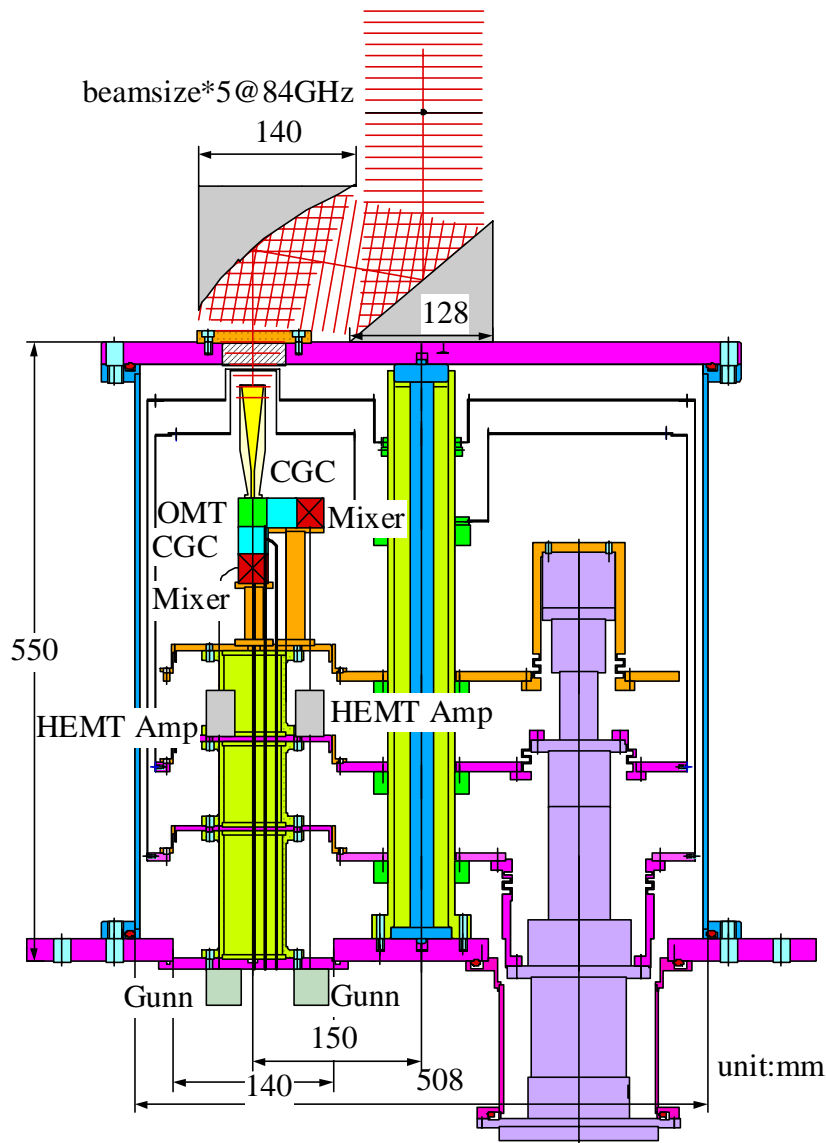 beamsize*5@84GHz
140
128
CGC
OMT
Mixer
CGC
Mixer
550
HEMT Amp
HEMT Amp
Gunn
Gunn
150
140
508
unit:mm